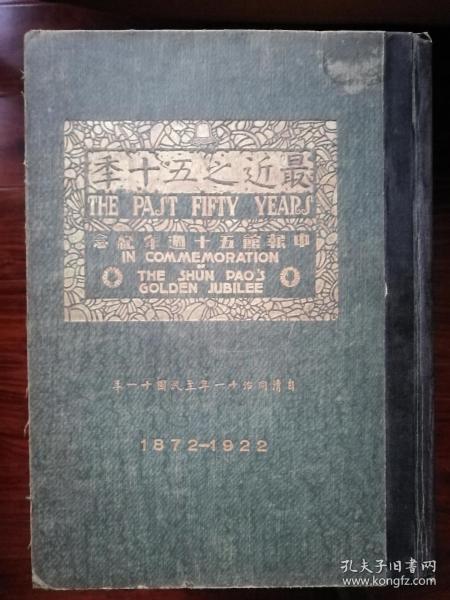 最近之五十秊
THE PAST FIFTY YEARS
申報館五十週年紀念
IN COMMEMORATION
OF
THE SHUN PAO'S
GOLDEN JUBILEE
自清同治十一年至民國十一年
1872-1922
孔夫子旧书网
www.kongfz.com